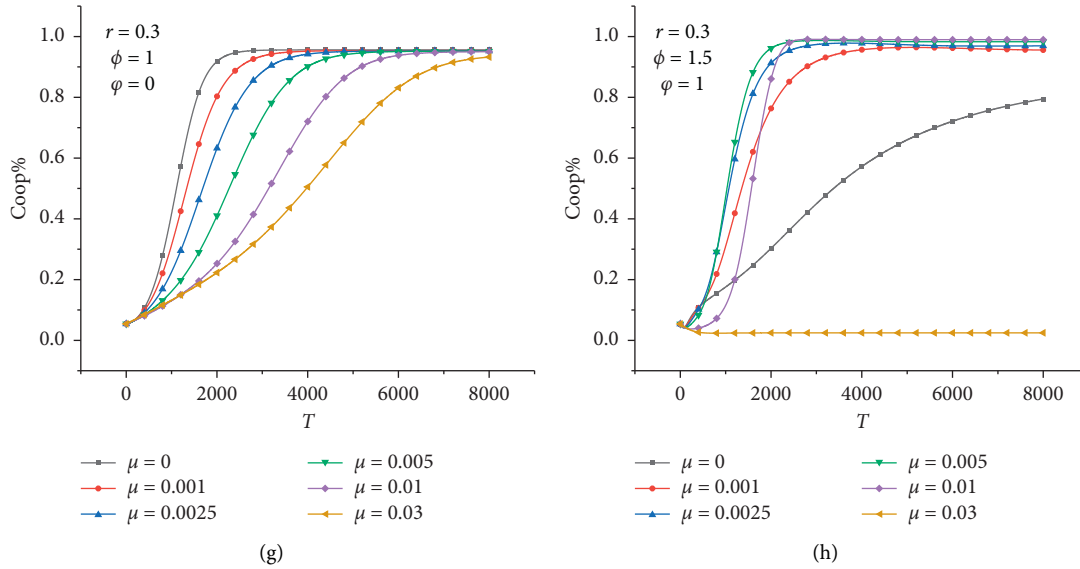 r = 0.3
ϕ = 1
φ = 0
1.0
0.8
0.6
0.4
0.2
0.0
Coop%
0 2000 4000 6000 8000
T
μ = 0
μ = 0.001
μ = 0.0025
μ = 0.005
μ = 0.01
μ = 0.03
(g)
r = 0.3
ϕ = 1.5
φ = 1
1.0
0.8
0.6
0.4
0.2
0.0
Coop%
0 2000 4000 6000 8000
T
μ = 0
μ = 0.001
μ = 0.0025
μ = 0.005
μ = 0.01
μ = 0.03
(h)